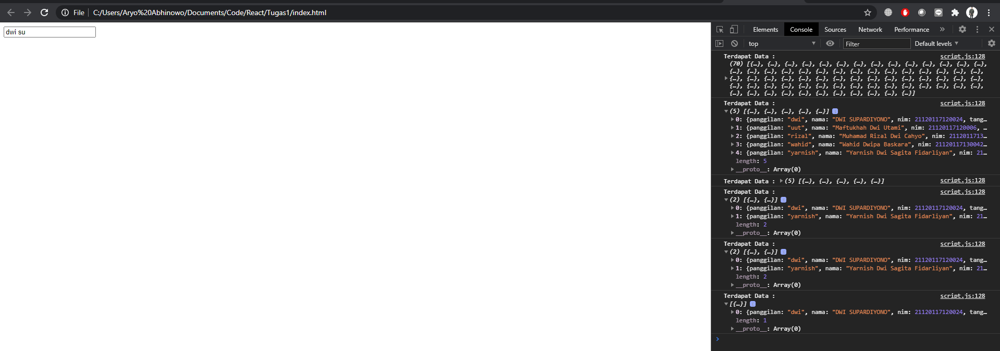 File C:/Users/Aryo%20Abhinowo/Documents/Code/React/Tugas1/index.html
dwi su
Elements Console Sources Network Performance »
top Filter Default levels
Terdapat Data : script.js:128
(70) [{…}, {…}, {…}, {…}, {…}, {…}, {…}, {…}, {…}, {…}, {…}, {…}, {…}, {…},
{…}, {…}, {…}, {…}, {…}, {…}, {…}, {…}, {…}, {…}, {…}, {…}, {…}, {…}, {…},
{…}, {…}, {…}, {…}, {…}, {…}, {…}, {…}, {…}, {…}, {…}, {…}, {…}, {…}, {…},
{…}, {…}, {…}, {…}, {…}, {…}, {…}, {…}, {…}, {…}, {…}, {…}, {…}, {…}, {…},
{…}, {…}, {…}, {…}, {…}, {…}, {…}, {…}, {…}, {…}, {…}]
Terdapat Data : script.js:128
(5) [{…}, {…}, {…}, {…}, {…}]
0: {panggilan: "dwi", nama: "DWI SUPARDIYONO", nim: 21120117120024, tang…
1: {panggilan: "uut", nama: "Maftukhah Dwi Utami", nim: 21120117120006, …
2: {panggilan: "rizal", nama: "Muhamad Rizal Dwi Cahyo", nim: 2112011713…
3: {panggilan: "wahid", nama: "Wahid Dwipa Baskara", nim: 21120117130042…
4: {panggilan: "yarnish", nama: "Yarnish Dwi Sagita Fidarliyan", nim: 21…
length: 5
__proto__: Array(0)
Terdapat Data : (5) [{…}, {…}, {…}, {…}, {…}] script.js:128
Terdapat Data : script.js:128
(2) [{…}, {…}]
0: {panggilan: "dwi", nama: "DWI SUPARDIYONO", nim: 21120117120024, tang…
1: {panggilan: "yarnish", nama: "Yarnish Dwi Sagita Fidarliyan", nim: 21…
length: 2
__proto__: Array(0)
Terdapat Data : script.js:128
(2) [{…}, {…}]
0: {panggilan: "dwi", nama: "DWI SUPARDIYONO", nim: 21120117120024, tang…
1: {panggilan: "yarnish", nama: "Yarnish Dwi Sagita Fidarliyan", nim: 21…
length: 2
__proto__: Array(0)
Terdapat Data : script.js:128
[{…}]
0: {panggilan: "dwi", nama: "DWI SUPARDIYONO", nim: 21120117120024, tang…
length: 1
__proto__: Array(0)